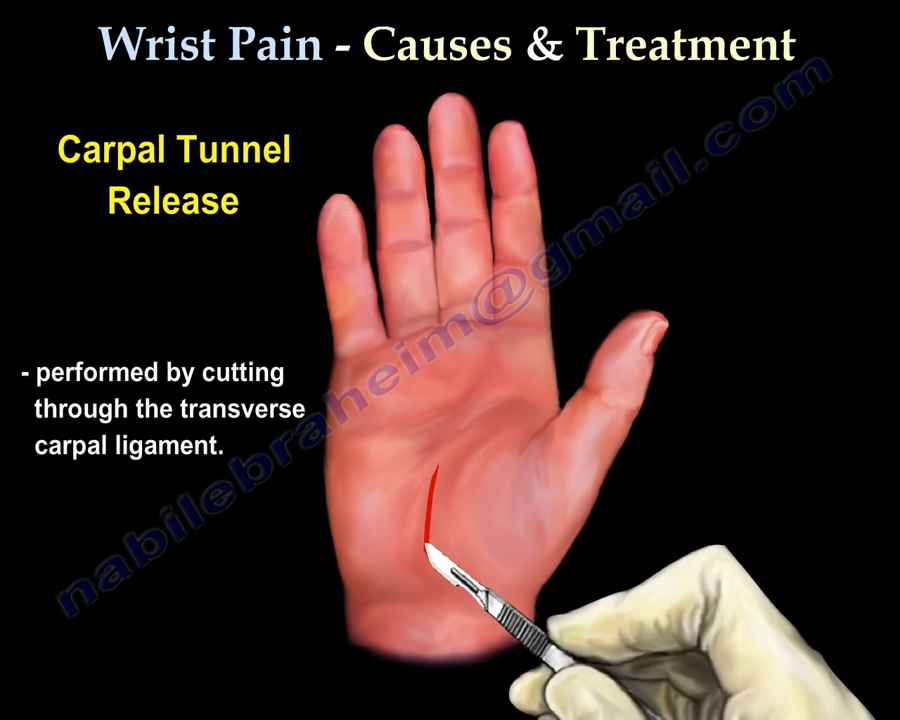 Wrist Pain - Causes & Treatment
Carpal Tunnel
Release
- performed by cutting
through the transverse
carpal ligament.
nabilebraheim@gmail.com